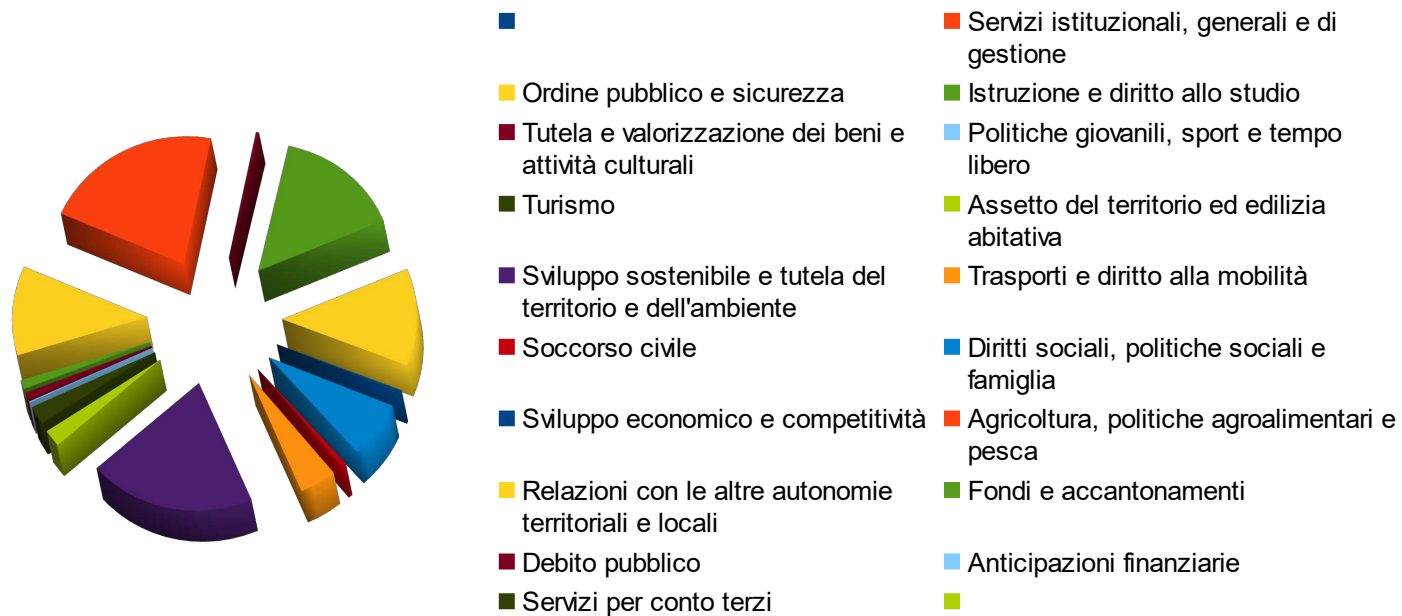 Servizi istituzionali, generali e di
gestione
Ordine pubblico e sicurezza
Istruzione e diritto allo studio
Tutela e valorizzazione dei beni e
attività culturali
Politiche giovanili, sport e tempo
libero
Turismo
Assetto del territorio ed edilizia
abitativa
Sviluppo sostenibile e tutela del
territorio e dell'ambiente
Trasporti e diritto alla mobilità
Soccorso civile
Diritti sociali, politiche sociali e
famiglia
Sviluppo economico e competitività
Agricoltura, politiche agroalimentari e
pesca
Relazioni con le altre autonomie
territoriali e locali
Fondi e accantonamenti
Debito pubblico
Anticipazioni finanziarie
Servizi per conto terzi